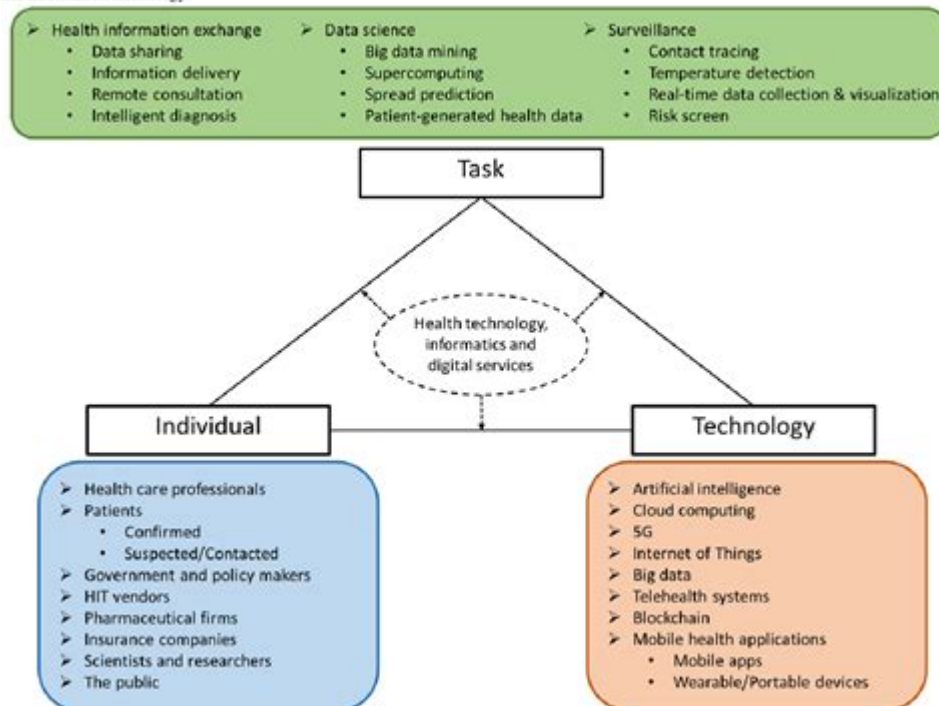 Health information exchange
Data sharing
Information delivery
Remote consultation
Intelligent diagnosis
Data science
Big data mining
Supercomputing
Spread prediction
Patient-generated health data
Surveillance
Contact tracing
Temperature detection
Real-time data collection & visualization
Risk screen
Task
Health technology,
informatics and
digital services
Individual
Technology
Health care professionals
Patients
Confirmed
Suspected/Contacted
Government and policy makers
HIT vendors
Pharmaceutical firms
Insurance companies
Scientists and researchers
The public
Artificial intelligence
Cloud computing
5G
Internet of Things
Big data
Telehealth systems
Blockchain
Mobile health applications
Mobile apps
Wearable/Portable devices